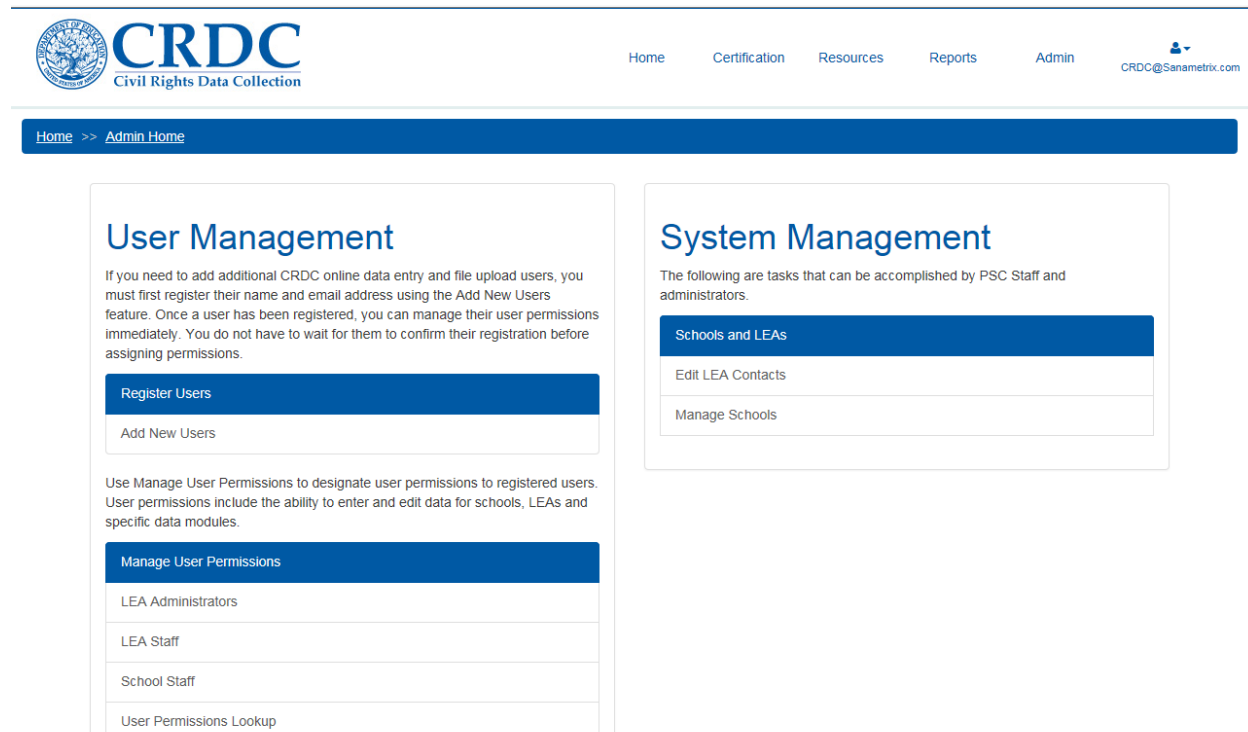 CRDC
Civil Rights Data Collection
Home
Certification
Resources
Reports
Admin
CRDC@Sanametrix.com
Home >> Admin Home
User Management
If you need to add additional CRDC online data entry and file upload users, you
must first register their name and email address using the Add New Users
feature. Once a user has been registered, you can manage their user permissions
immediately. You do not have to wait for them to confirm their registration before
assigning permissions.
Register Users
Add New Users
Use Manage User Permissions to designate user permissions to registered users.
User permissions include the ability to enter and edit data for schools, LEAs and
specific data modules.
Manage User Permissions
LEA Administrators
LEA Staff
School Staff
User Permissions Lookup
System Management
The following are tasks that can be accomplished by PSC Staff and
administrators.
Schools and LEAs
Edit LEA Contacts
Manage Schools